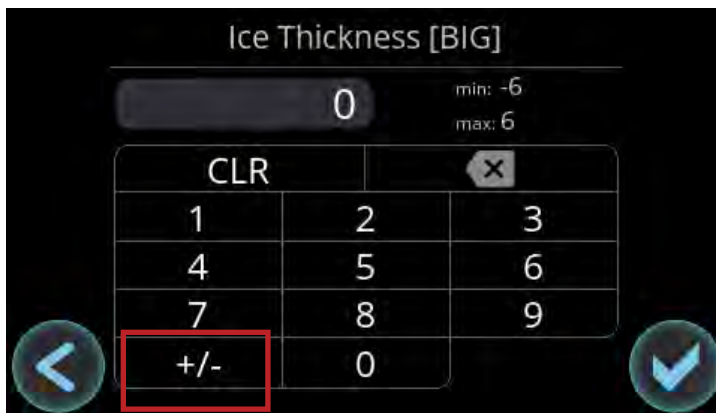 Ice Thickness [BIG]
0
min: -6
max: 6
CLR
1 2 3
4 5 6
7 8 9
+/- 0